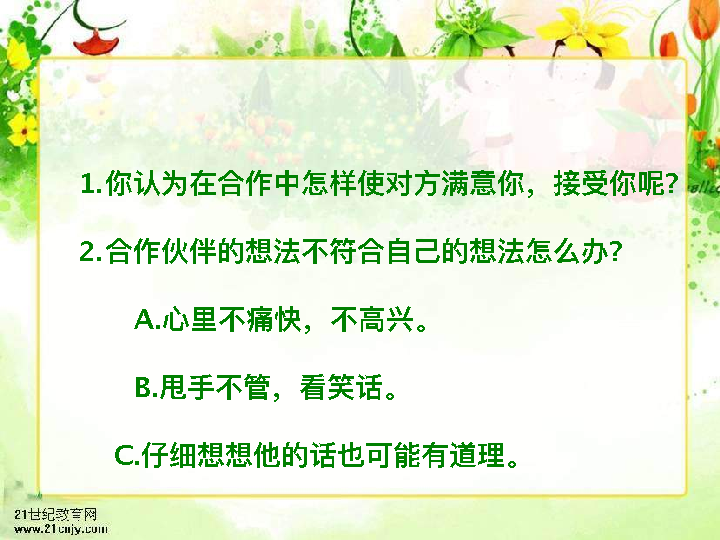 1.你认为在合作中怎样使对方满意你，接受你呢?
2.合作伙伴的想法不符合自己的想法怎么办?
A.心里不痛快，不高兴。
B.甩手不管，看笑话。
C.仔细想想他的话也可能有道理。
21世纪教育网
www.21cnjy.com